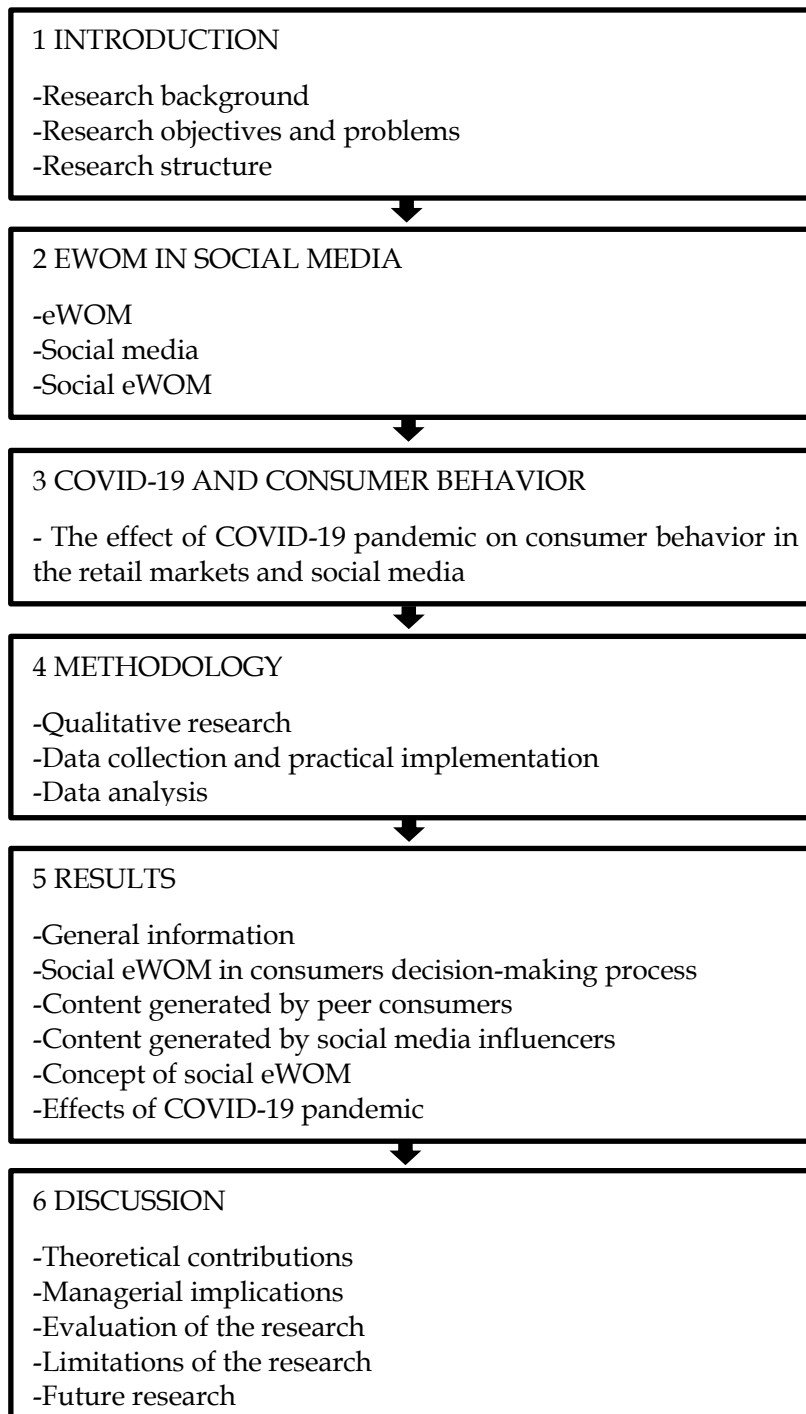 1 INTRODUCTION
-Research background
-Research objectives and problems
-Research structure
2 EWOM IN SOCIAL MEDIA
-eWOM
-Social media
-Social eWOM
3 COVID-19 AND CONSUMER BEHAVIOR
- The effect of COVID-19 pandemic on consumer behavior in
the retail markets and social media
4 METHODOLOGY
-Qualitative research
-Data collection and practical implementation
-Data analysis
5 RESULTS
-General information
-Social eWOM in consumers decision-making process
-Content generated by peer consumers
-Content generated by social media influencers
-Concept of social eWOM
-Effects of COVID-19 pandemic
6 DISCUSSION
-Theoretical contributions
-Managerial implications
-Evaluation of the research
-Limitations of the research
-Future research